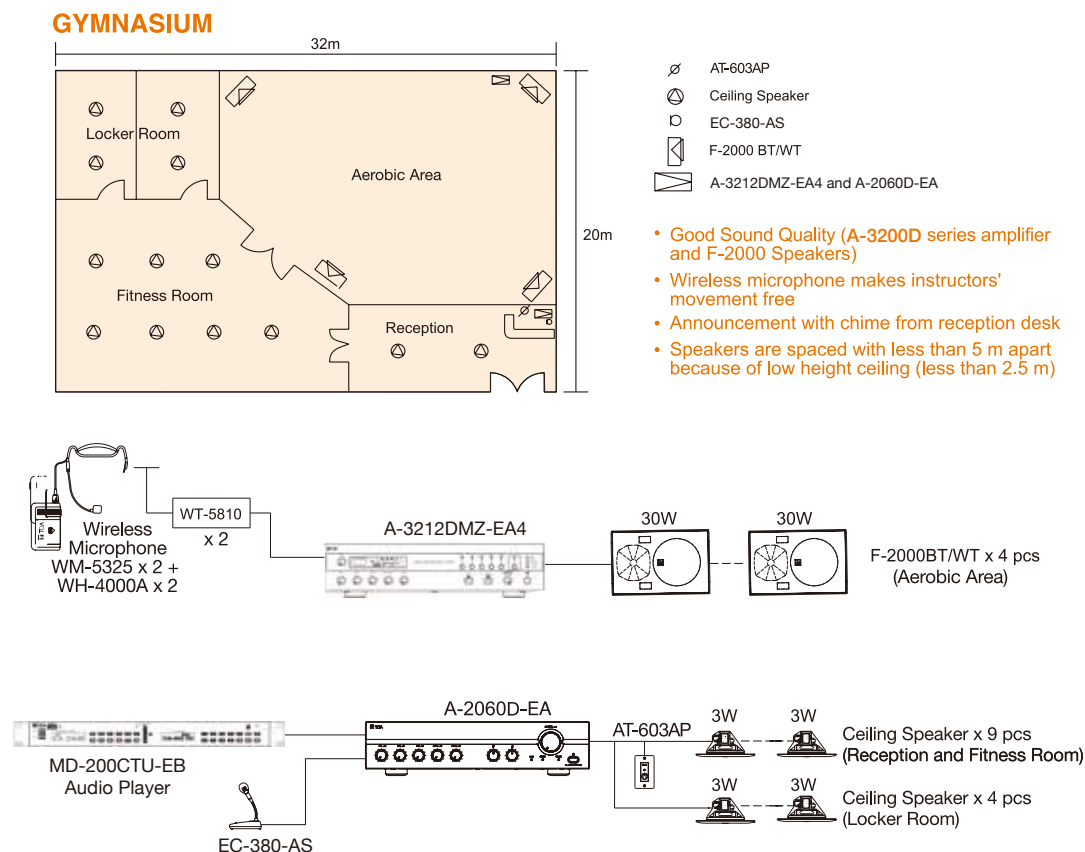 GYMNASIUM
32m
Locker Room
Aerobic Area
20m
Fitness Room
Reception
AT-603AP
Ceiling Speaker
EC-380-AS
F-2000 BT/WT
A-3212DMZ-EA4 and A-2060D-EA
• Good Sound Quality (A-3200D series amplifier
and F-2000 Speakers)
• Wireless microphone makes instructors'
movement free
• Announcement with chime from reception desk
• Speakers are spaced with less than 5 m apart
because of low height ceiling (less than 2.5 m)
Wireless
Microphone
WM-5325 x 2 +
WH-4000A x 2
WT-5810
x 2
A-3212DMZ-EA4
30W
30W
F-2000BT/WT x 4 pcs
(Aerobic Area)
MD-200CTU-EB
Audio Player
EC-380-AS
A-2060D-EA
AT-603AP
3W
3W
Ceiling Speaker x 9 pcs
(Reception and Fitness Room)
3W
3W
Ceiling Speaker x 4 pcs
(Locker Room)